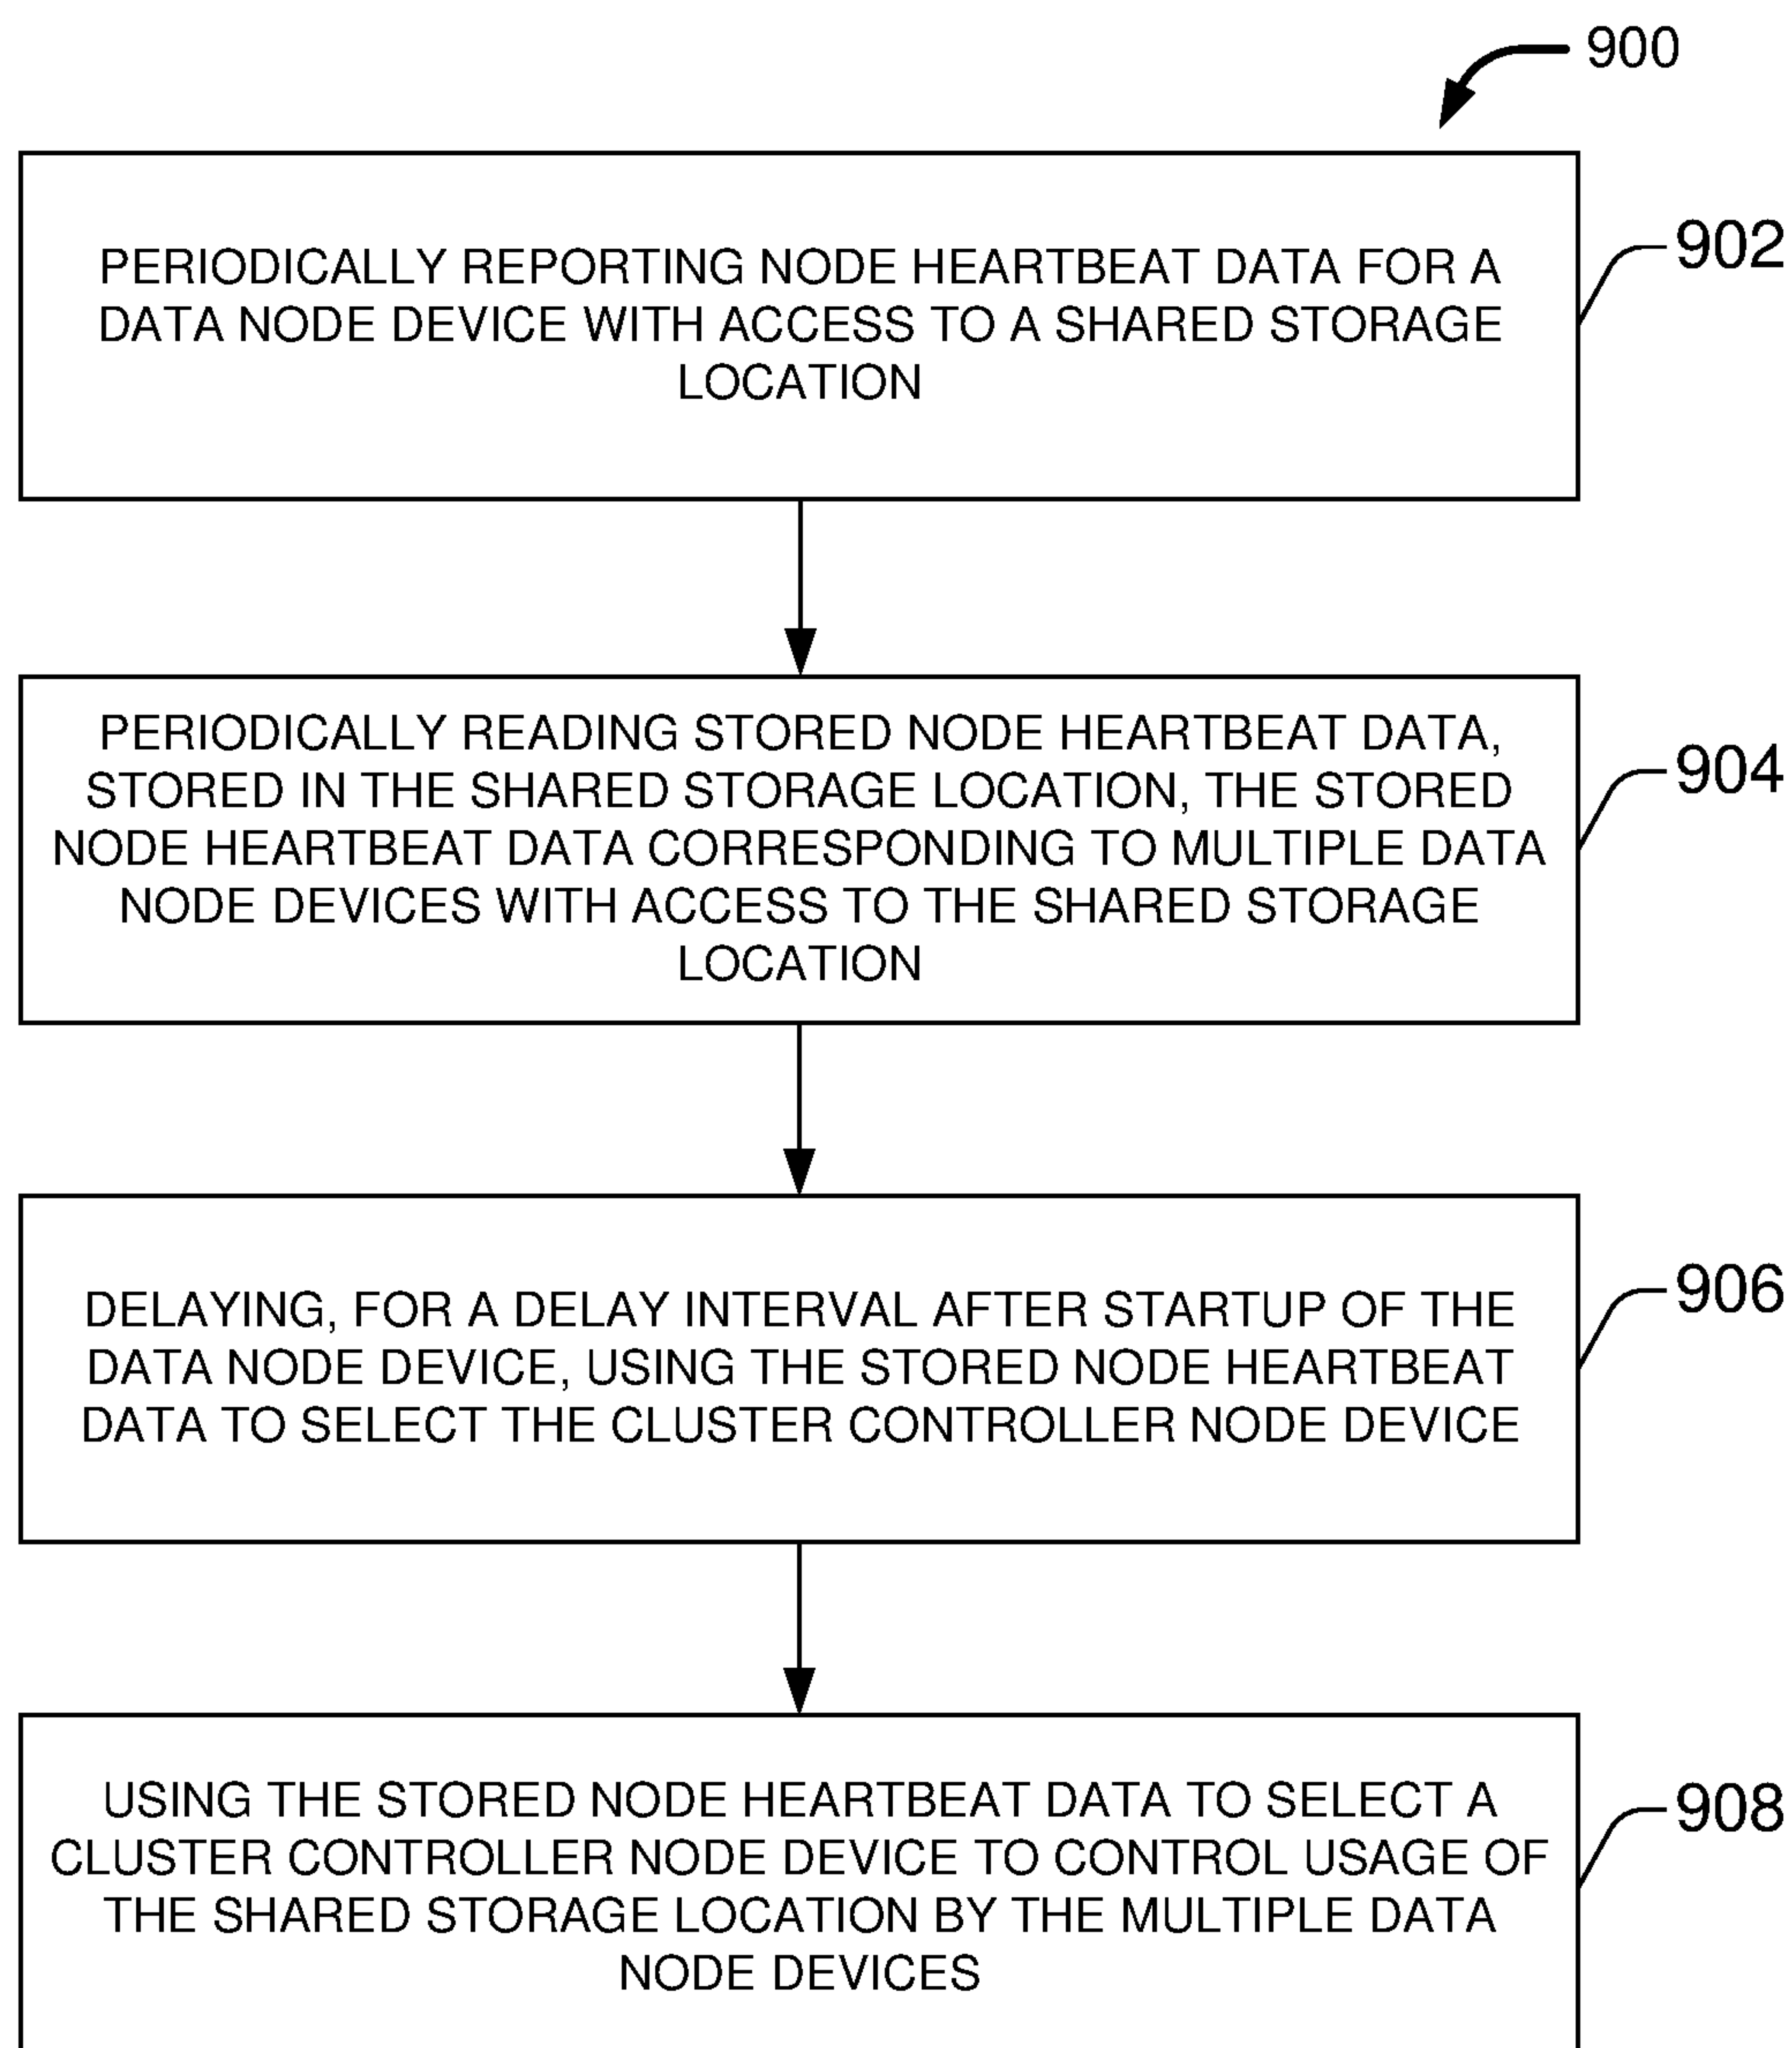 900
PERIODICALLY REPORTING NODE HEARTBEAT DATA FOR A
DATA NODE DEVICE WITH ACCESS TO A SHARED STORAGE
LOCATION
902
PERIODICALLY READING STORED NODE HEARTBEAT DATA,
STORED IN THE SHARED STORAGE LOCATION, THE STORED
NODE HEARTBEAT DATA CORRESPONDING TO MULTIPLE DATA
NODE DEVICES WITH ACCESS TO THE SHARED STORAGE
LOCATION
904
DELAYING, FOR A DELAY INTERVAL AFTER STARTUP OF THE
DATA NODE DEVICE, USING THE STORED NODE HEARTBEAT
DATA TO SELECT THE CLUSTER CONTROLLER NODE DEVICE
906
USING THE STORED NODE HEARTBEAT DATA TO SELECT A
CLUSTER CONTROLLER NODE DEVICE TO CONTROL USAGE OF
THE SHARED STORAGE LOCATION BY THE MULTIPLE DATA
NODE DEVICES
908